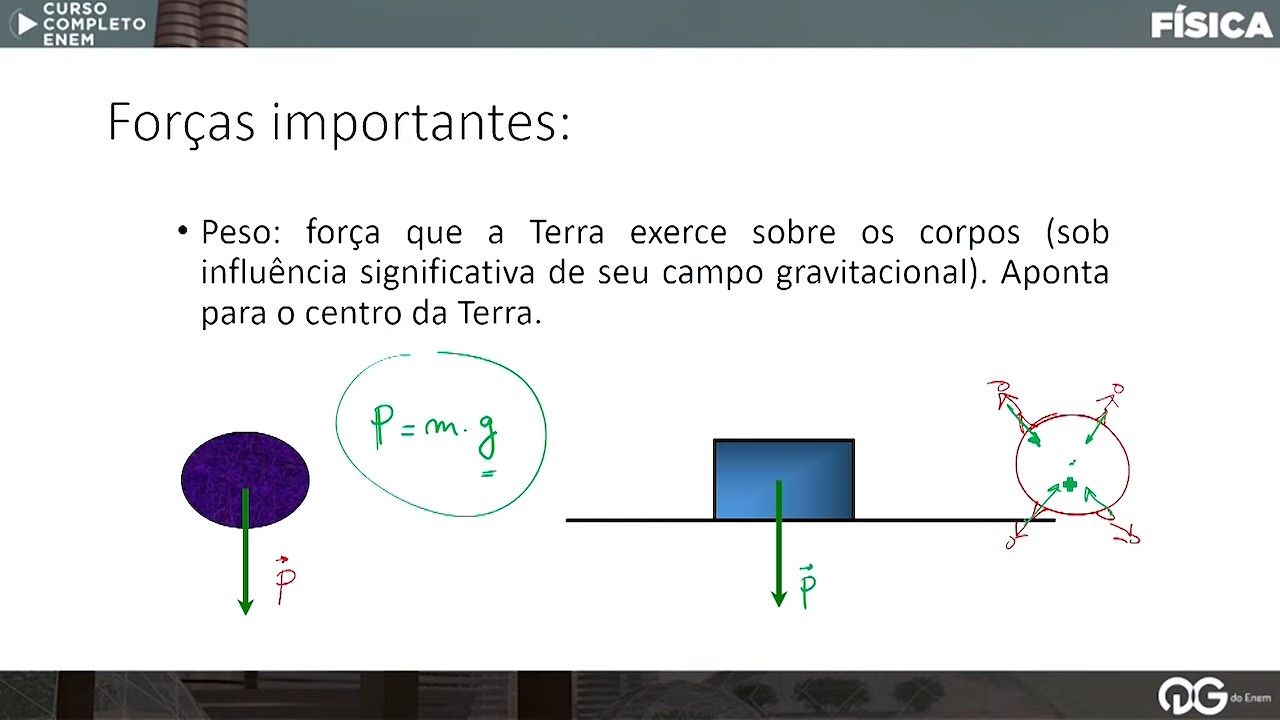 CURSO
COMPLETO
ENEM
FÍSICA
Forças importantes:
• Peso: força que a Terra exerce sobre os corpos (sob
influência significativa de seu campo gravitacional). Aponta
para o centro da Terra.
P = m . g
P
P
QG do Enem